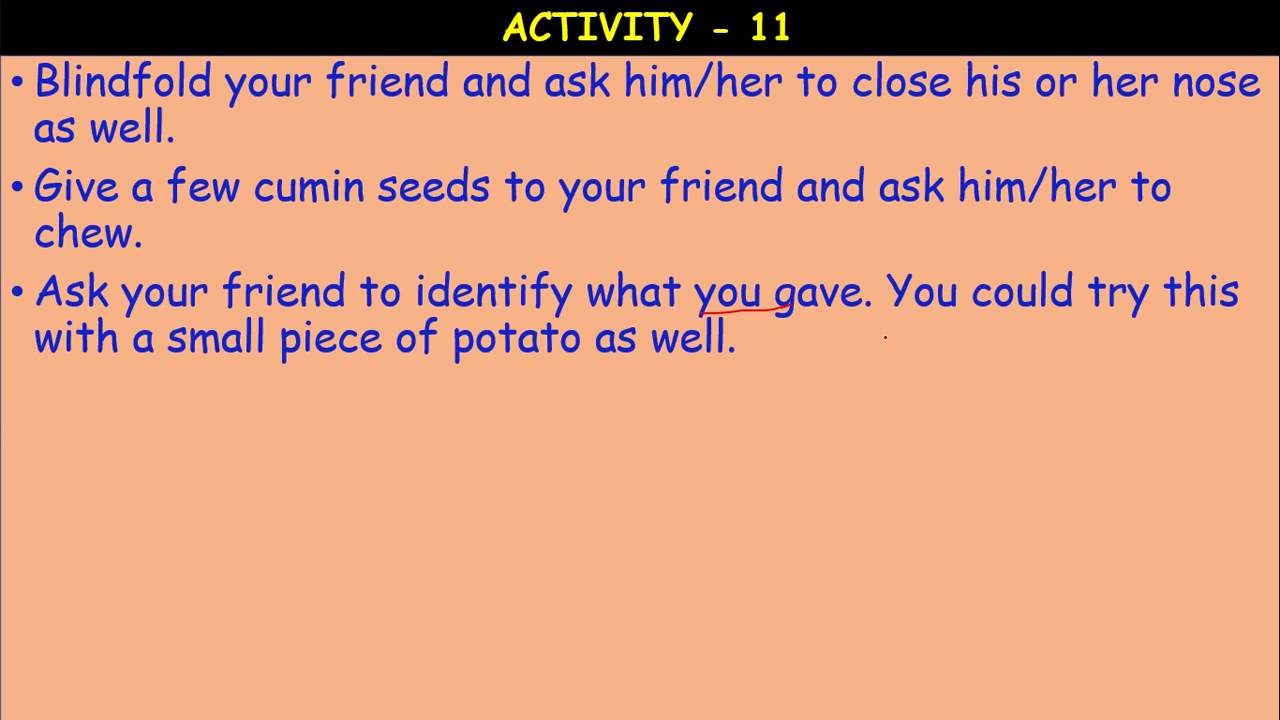 ACTIVITY - 11
• Blindfold your friend and ask him/her to close his or her nose
as well.
• Give a few cumin seeds to your friend and ask him/her to
chew.
• Ask your friend to identify what you gave. You could try this
with a small piece of potato as well.